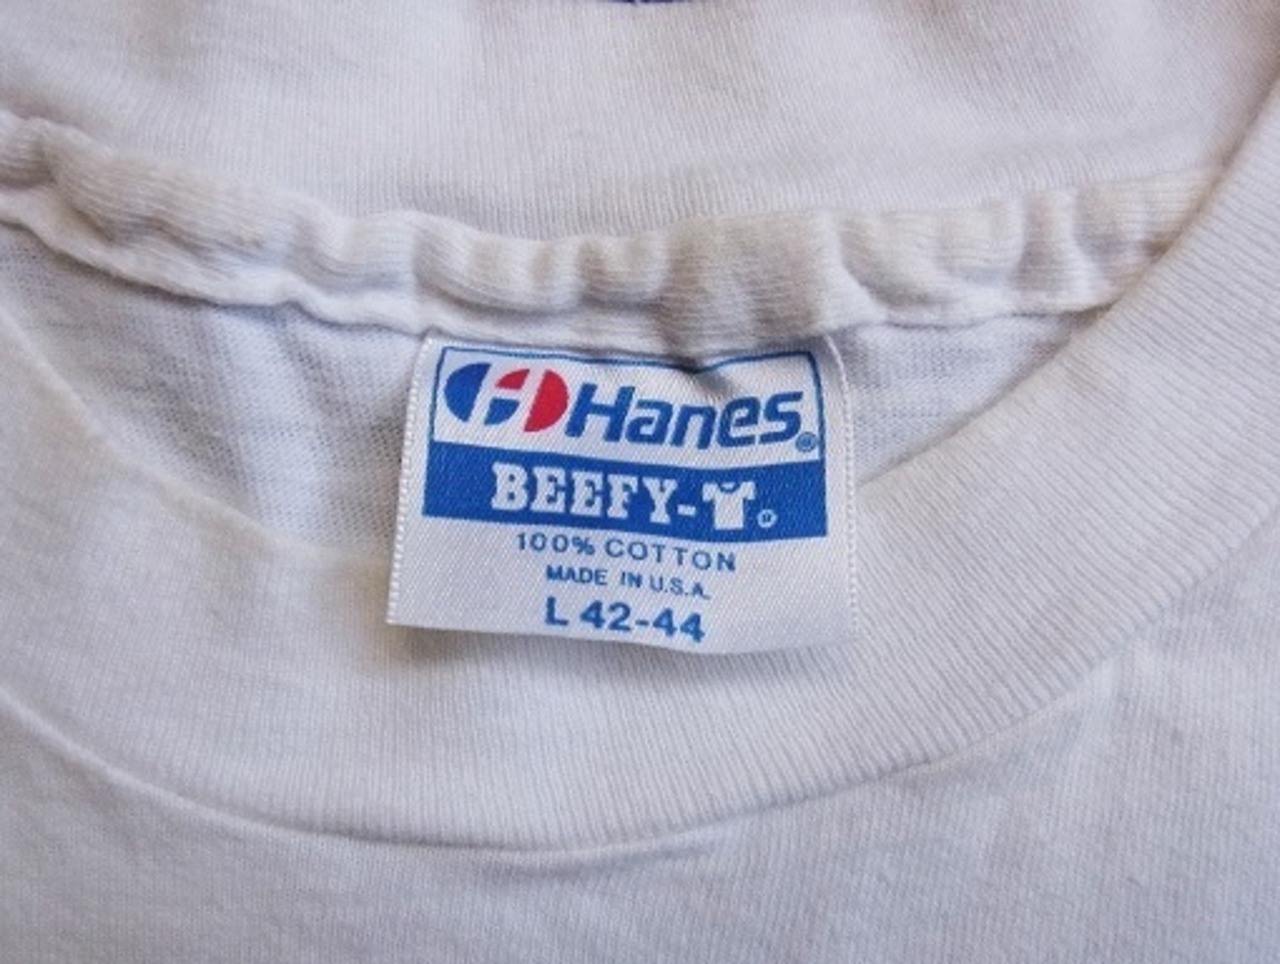 Hanes®
BEEFY-T®
100% COTTON
MADE IN U.S.A.
L 42-44